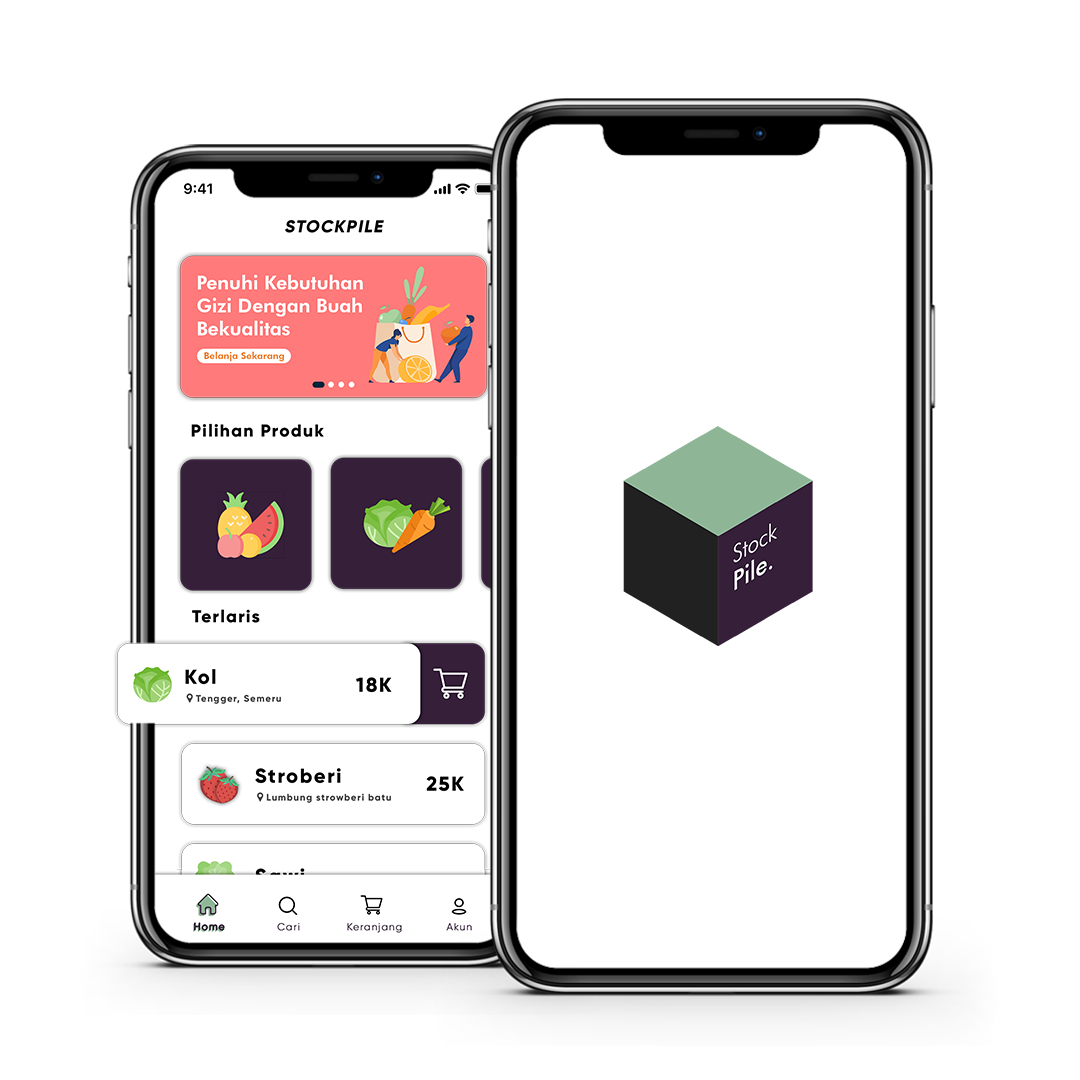 9:41
STOCKPILE
Penuhi Kebutuhan
Gizi Dengan Buah
Bekualitas
Belanja Sekarang
Pilihan Produk
Terlaris
Kol
18K
Tengger, Semeru
Stroberi
25K
Lumbung strowberi batu
Sawi
Home
Cari
Keranjang
Akun
Stock
Pile.